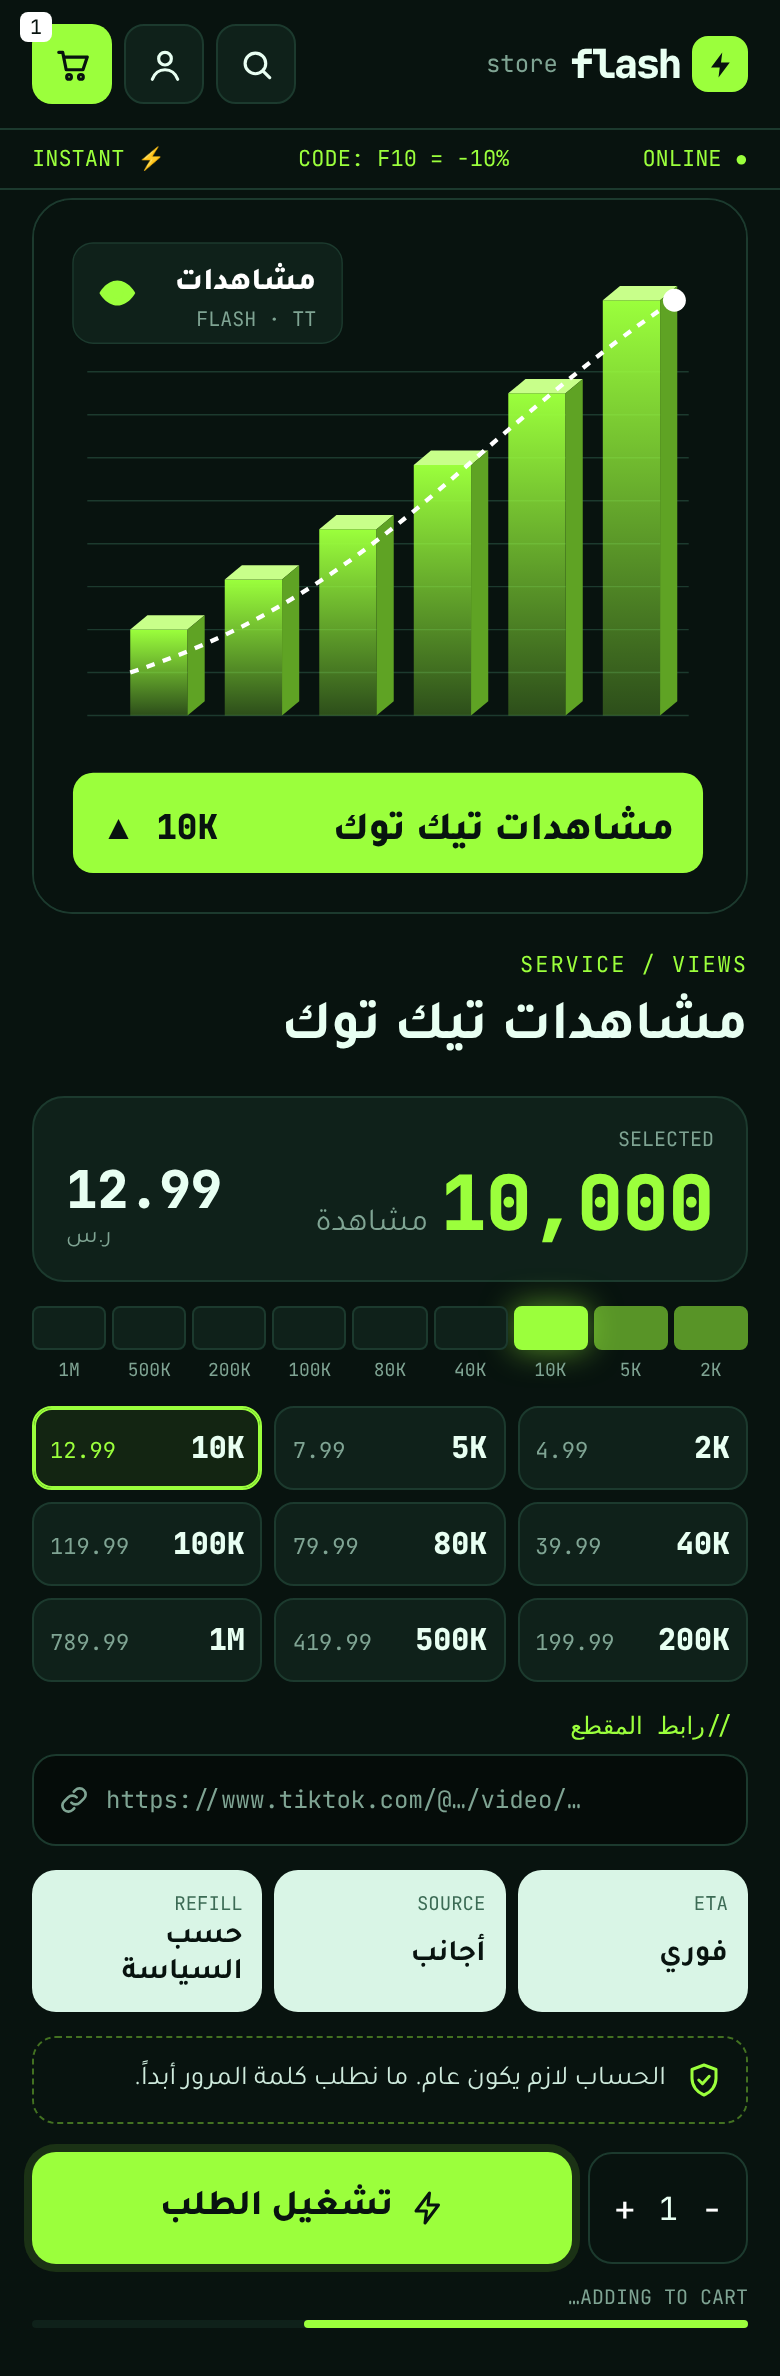 flash store
1
ONLINE ●
CODE: F10 = -10%
INSTANT ⚡
مشاهدات
FLASH · TT
مشاهدات تيك توك
10K ▲
SERVICE / VIEWS
مشاهدات تيك توك
SELECTED
10,000 مشاهدة
12.99
ر.س
2K 5K 10K 40K 80K 100K 200K 500K 1M
2K 4.99
5K 7.99
10K 12.99
40K 39.99
80K 79.99
100K 119.99
200K 199.99
500K 419.99
1M 789.99
//رابط المقطع
https://www.tiktok.com/@…/video/…
ETA
فوري
SOURCE
أجانب
REFILL
حسب
السياسة
الحساب لازم يكون عام. ما نطلب كلمة المرور أبداً.
- 1 +
تشغيل الطلب
…ADDING TO CART